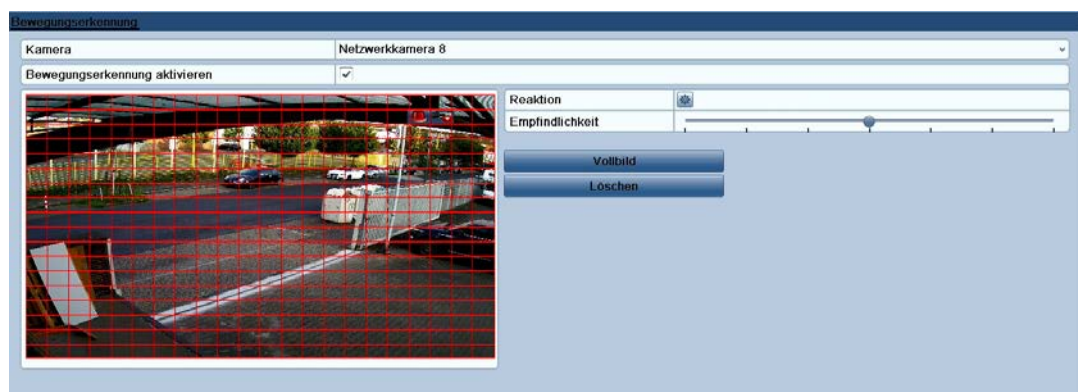 Bewegungserkennung
Kamera Netzwerkkamera 8
Bewegungserkennung aktivieren
Reaktion
Empfindlichkeit
Vollbild
Löschen